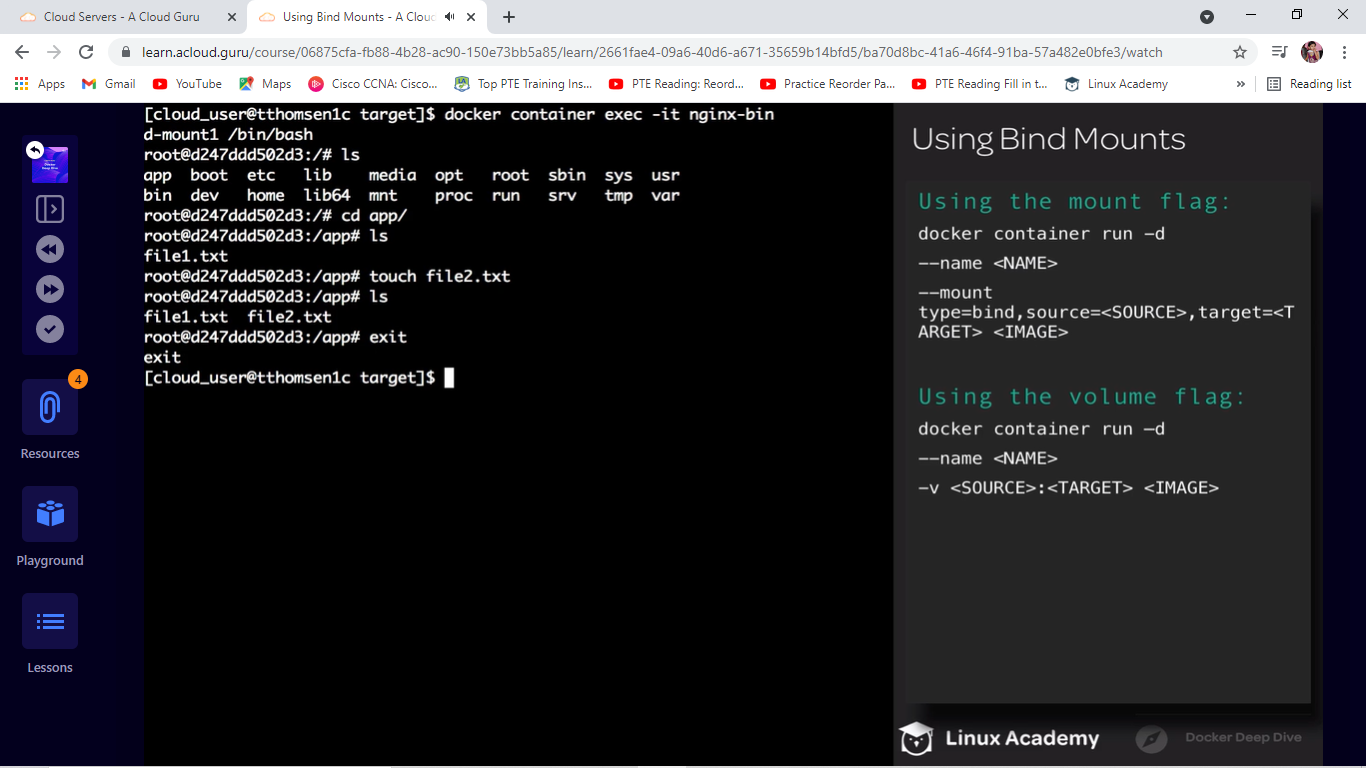 Cloud Servers - A Cloud Guru
Using Bind Mounts - A Cloud
learn.acloud.guru/course/06875cfa-fb88-4b28-ac90-150e73bb5a85/learn/2661fae4-09a6-40d6-a671-35659b14bfd5/ba70d8bc-41a6-46f4-91ba-57a482e0bfe3/watch
Apps Gmail YouTube Maps Cisco CCNA: Cisco... Top PTE Training Ins... PTE Reading: Reord... Practice Reorder Pa... PTE Reading Fill in t... Linux Academy » Reading list
[cloud_user@tthomsen1c target]$ docker container exec -it nginx-bin
d-mount1 /bin/bash
root@d247ddd502d3:/# ls
app boot etc lib media opt root sbin sys usr
bin dev home lib64 mnt proc run srv tmp var
root@d247ddd502d3:/# cd app/
root@d247ddd502d3:/app# ls
file1.txt
root@d247ddd502d3:/app# touch file2.txt
root@d247ddd502d3:/app# ls
file1.txt file2.txt
root@d247ddd502d3:/app# exit
exit
[cloud_user@tthomsen1c target]$
4
Resources
Playground
Lessons
Using Bind Mounts
Using the mount flag:
docker container run –d
--name <NAME>
--mount
type=bind,source=<SOURCE>,target=<T
ARGET> <IMAGE>
Using the volume flag:
docker container run –d
--name <NAME>
-v <SOURCE>:<TARGET> <IMAGE>
Linux Academy
Docker Deep Dive